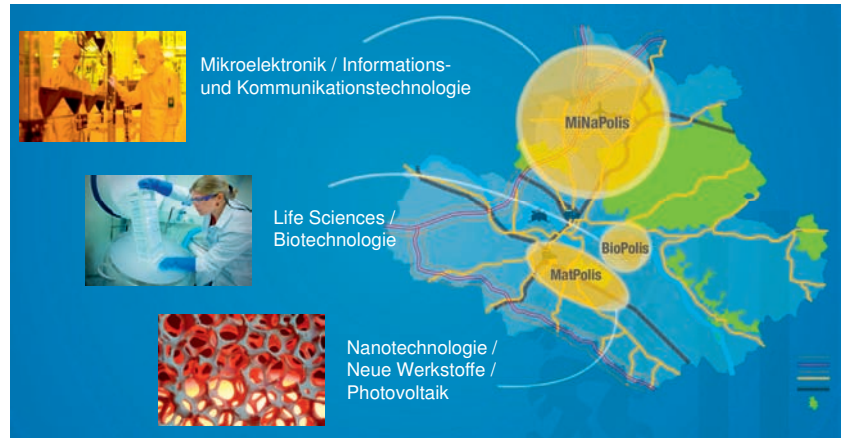 Mikroelektronik / Informations-
und Kommunikationstechnologie
MiNaPolis
Life Sciences /
Biotechnologie
BioPolis
MatPolis
Nanotechnologie /
Neue Werkstoffe /
Photovoltaik